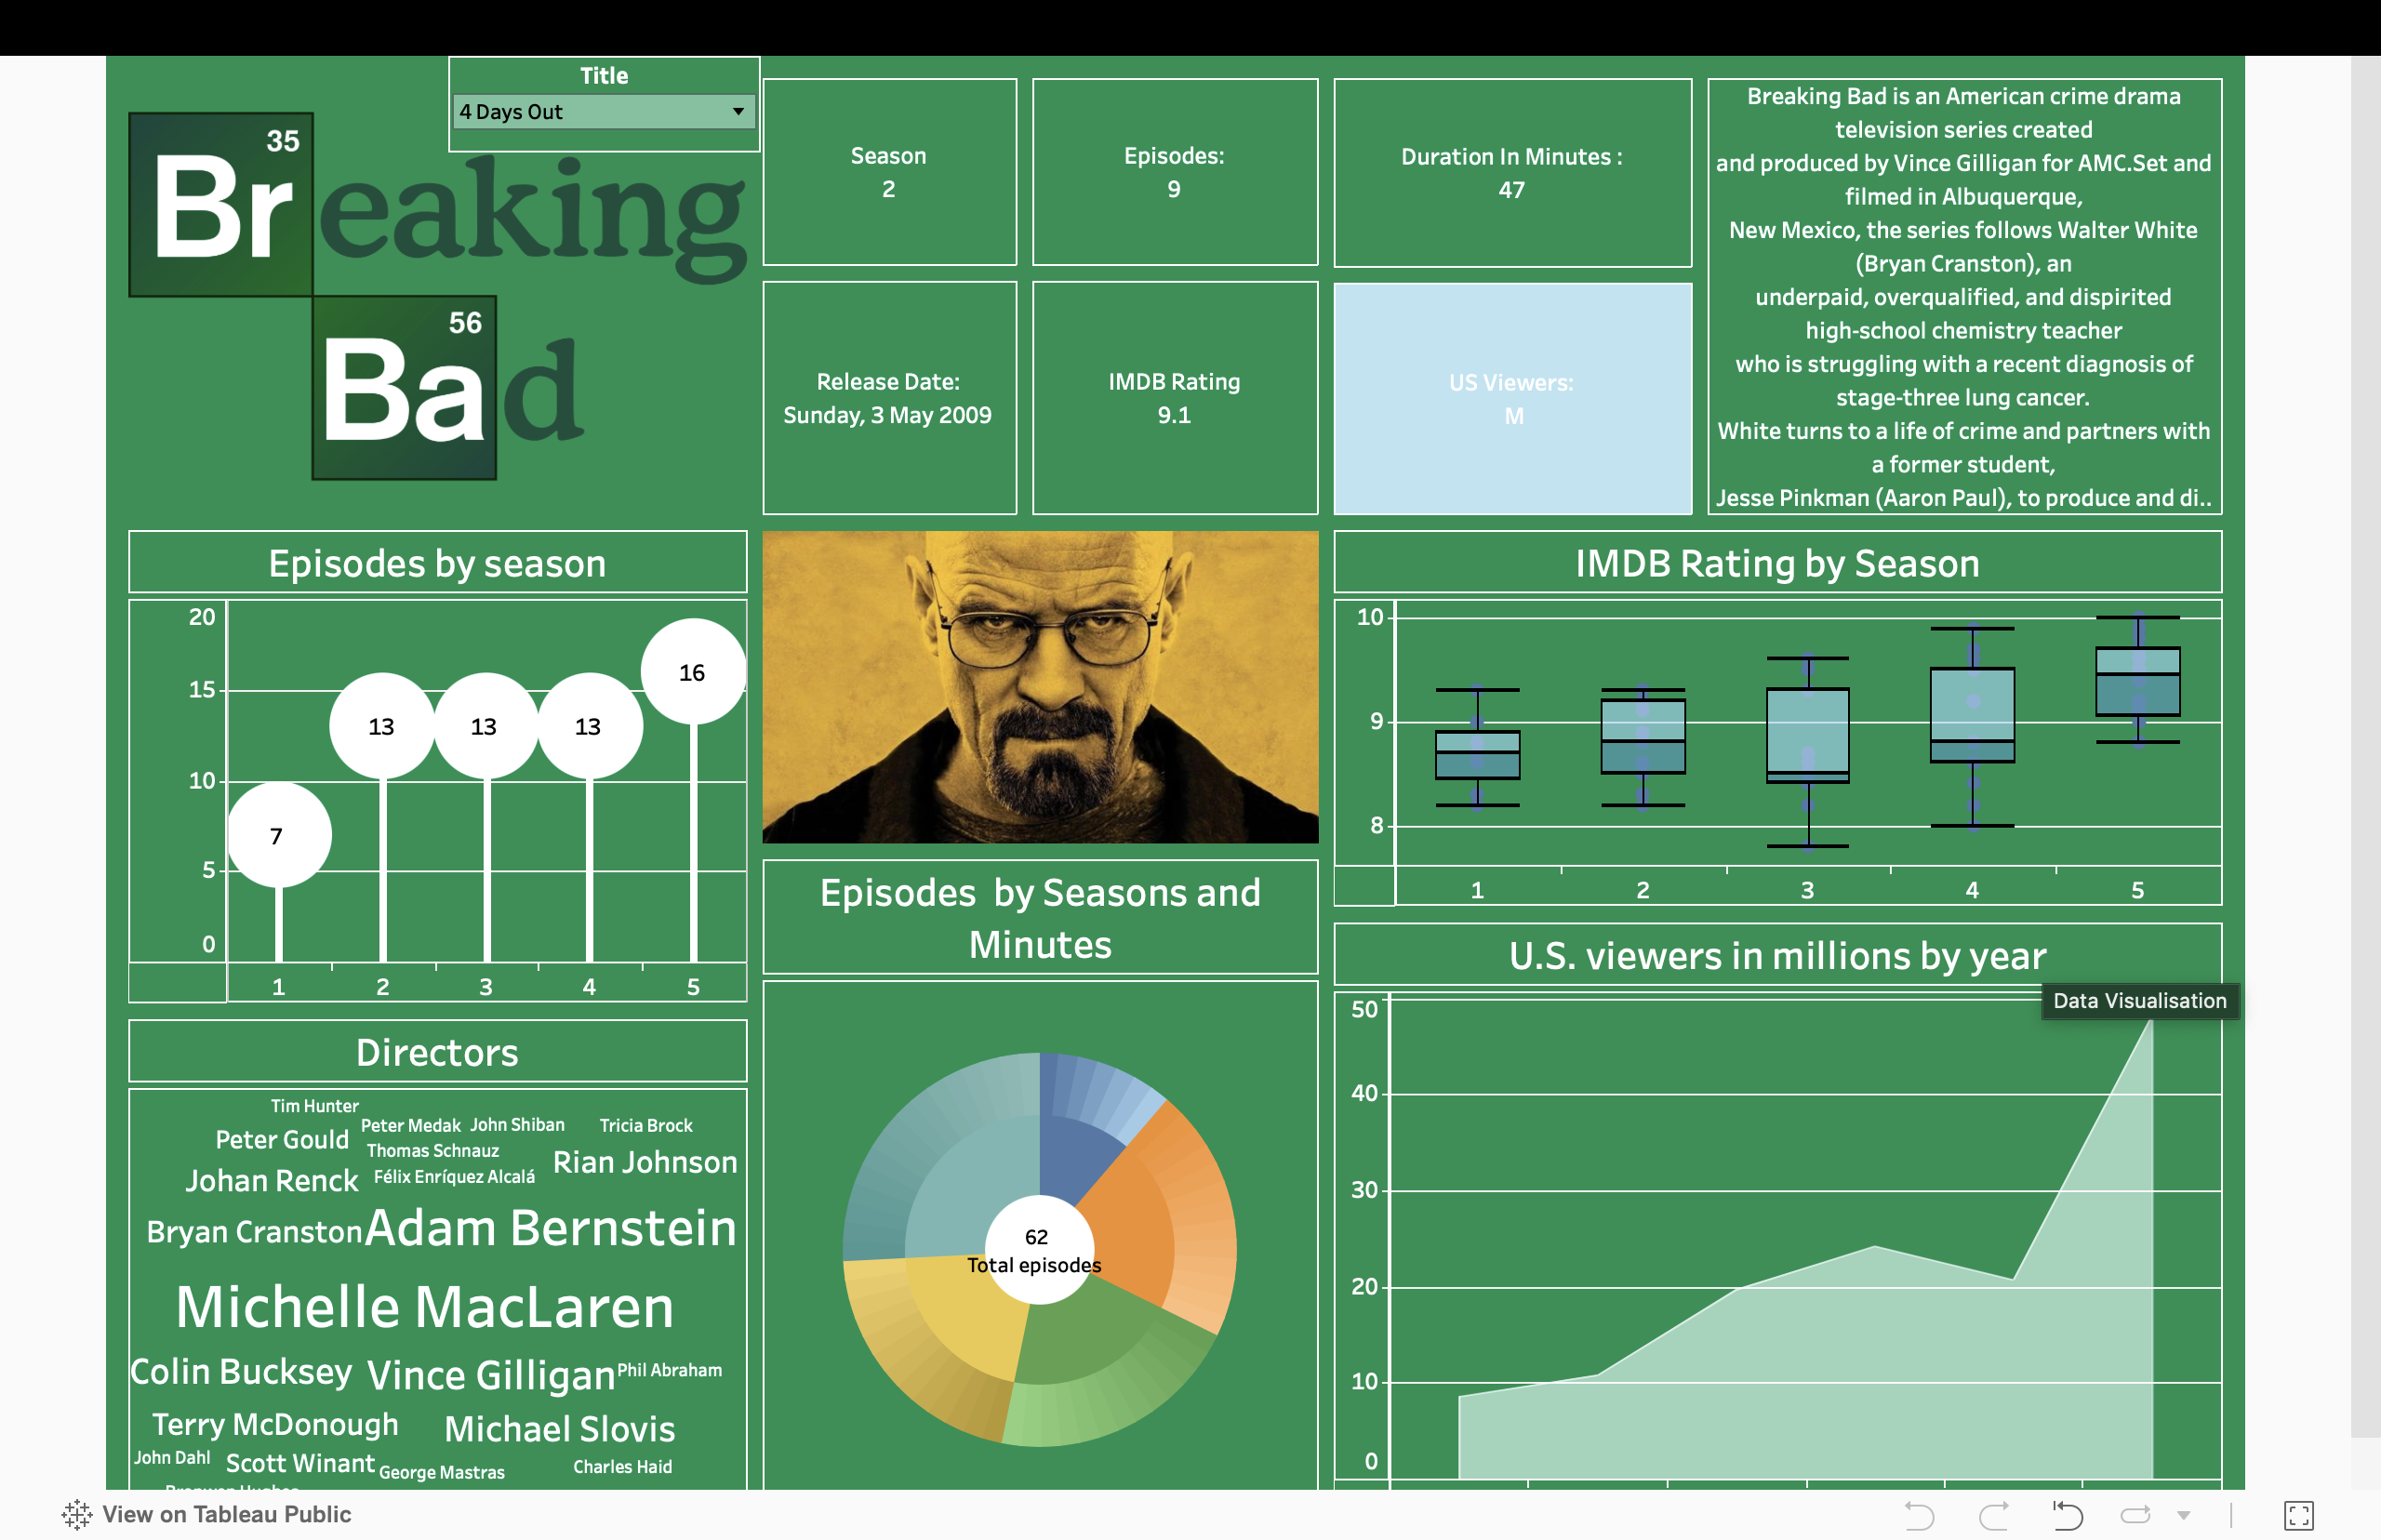 Title
4 Days Out
35
Breaking
56
Bad
Season
2
Episodes:
9
Duration In Minutes :
47
Release Date:
Sunday, 3 May 2009
IMDB Rating
9.1
US Viewers:
M
Breaking Bad is an American crime drama
television series created
and produced by Vince Gilligan for AMC.Set and
filmed in Albuquerque,
New Mexico, the series follows Walter White
(Bryan Cranston), an
underpaid, overqualified, and dispirited
high-school chemistry teacher
who is struggling with a recent diagnosis of
stage-three lung cancer.
White turns to a life of crime and partners with
a former student,
Jesse Pinkman (Aaron Paul), to produce and di..
Episodes by season
20
15
10
5
0
7
13
13
13
16
1 2 3 4 5
Directors
Tim Hunter
Peter Medak John Shiban Tricia Brock
Peter Gould
Thomas Schnauz
Rian Johnson
Johan Renck Félix Enríquez Alcalá
Bryan Cranston Adam Bernstein
Michelle MacLaren
Colin Bucksey Vince Gilligan Phil Abraham
Terry McDonough Michael Slovis
John Dahl Scott Winant George Mastras Charles Haid
Episodes by Seasons and
Minutes
62
Total episodes
IMDB Rating by Season
10
9
8
1 2 3 4 5
U.S. viewers in millions by year
Data Visualisation
50
40
30
20
10
0
View on Tableau Public